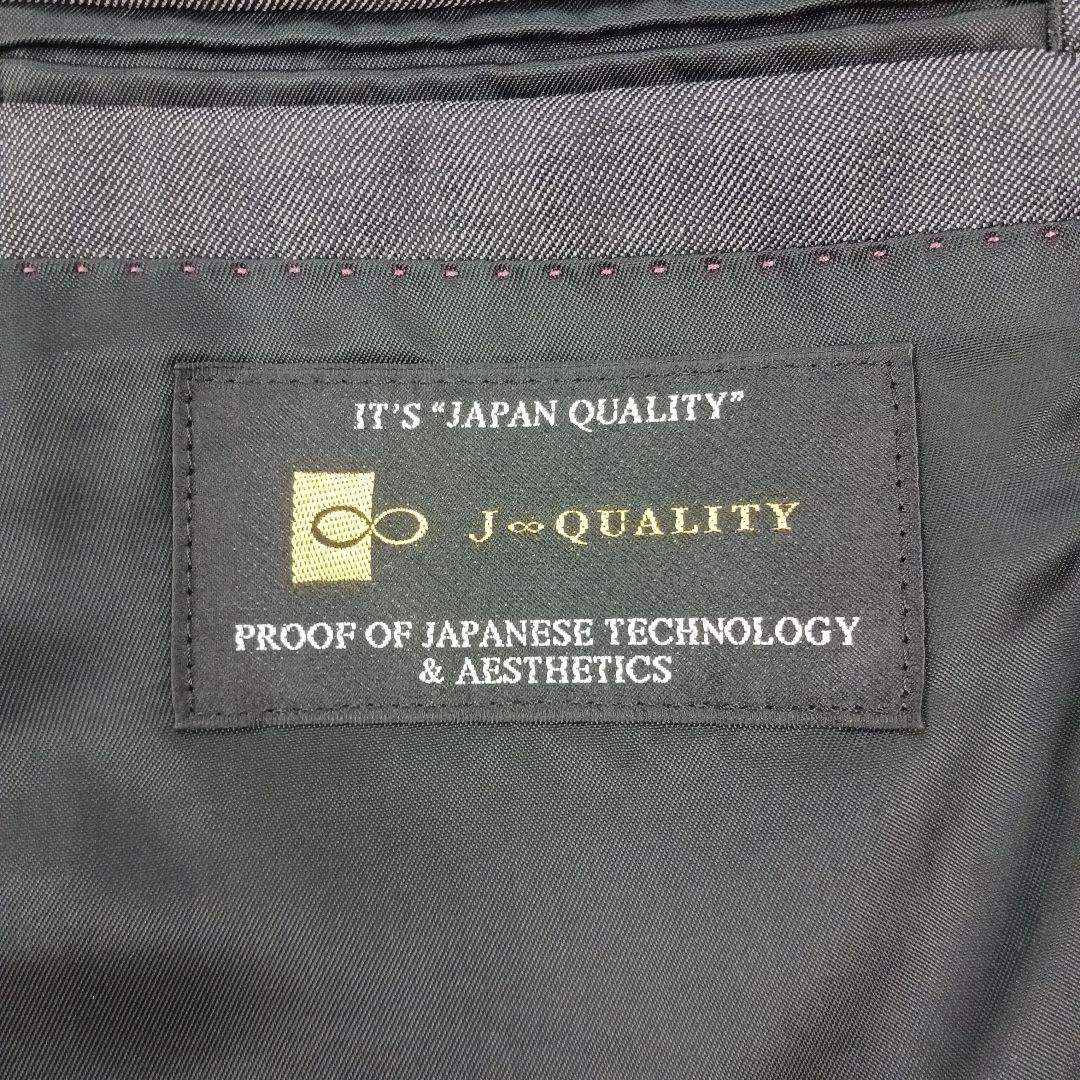 IT'S “JAPAN QUALITY”
J∞QUALITY
PROOF OF JAPANESE TECHNOLOGY
& AESTHETICS